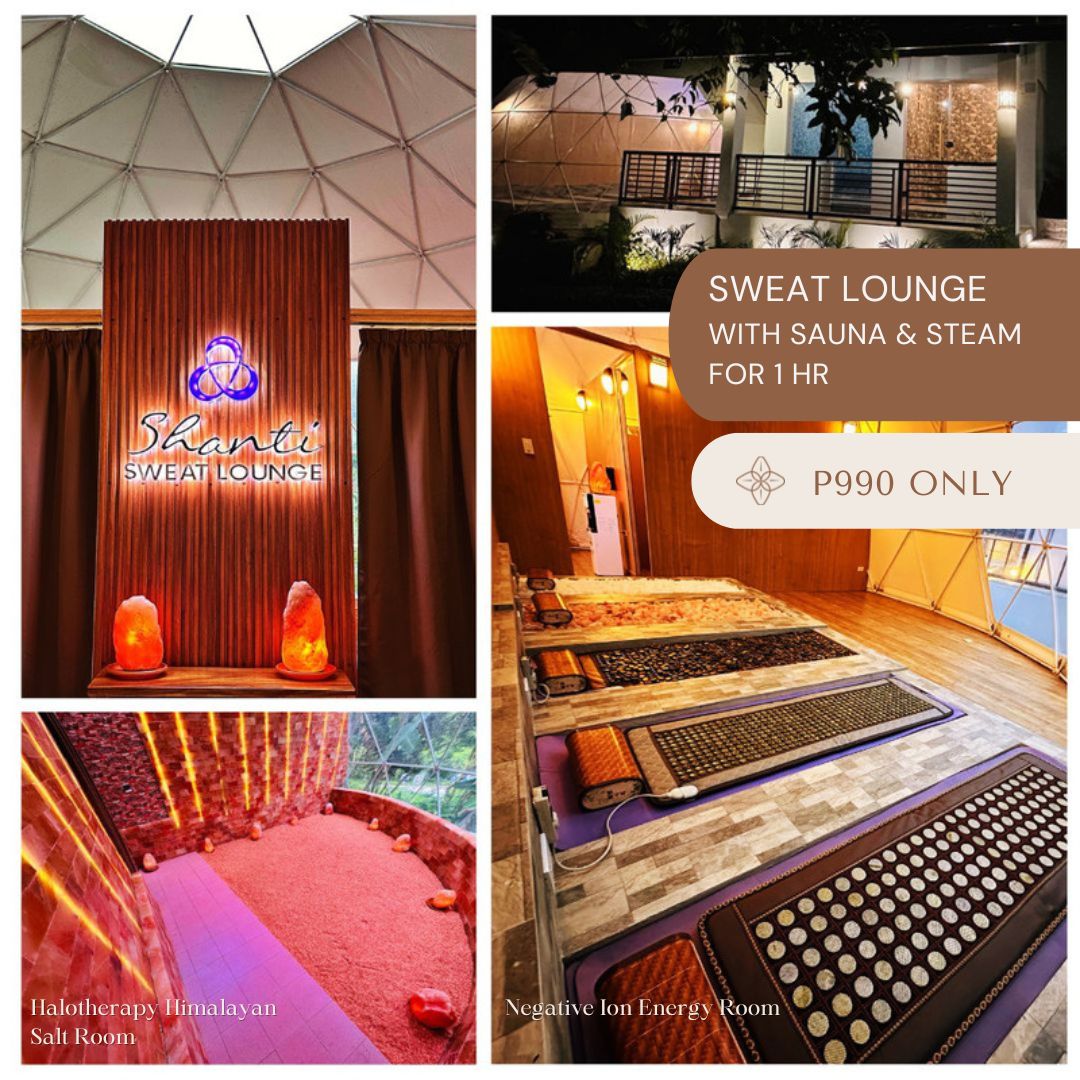 Shanti
SWEAT LOUNGE
SWEAT LOUNGE
WITH SAUNA & STEAM
FOR 1 HR
P990 ONLY
Halotherapy Himalayan
Salt Room
Negative Ion Energy Room